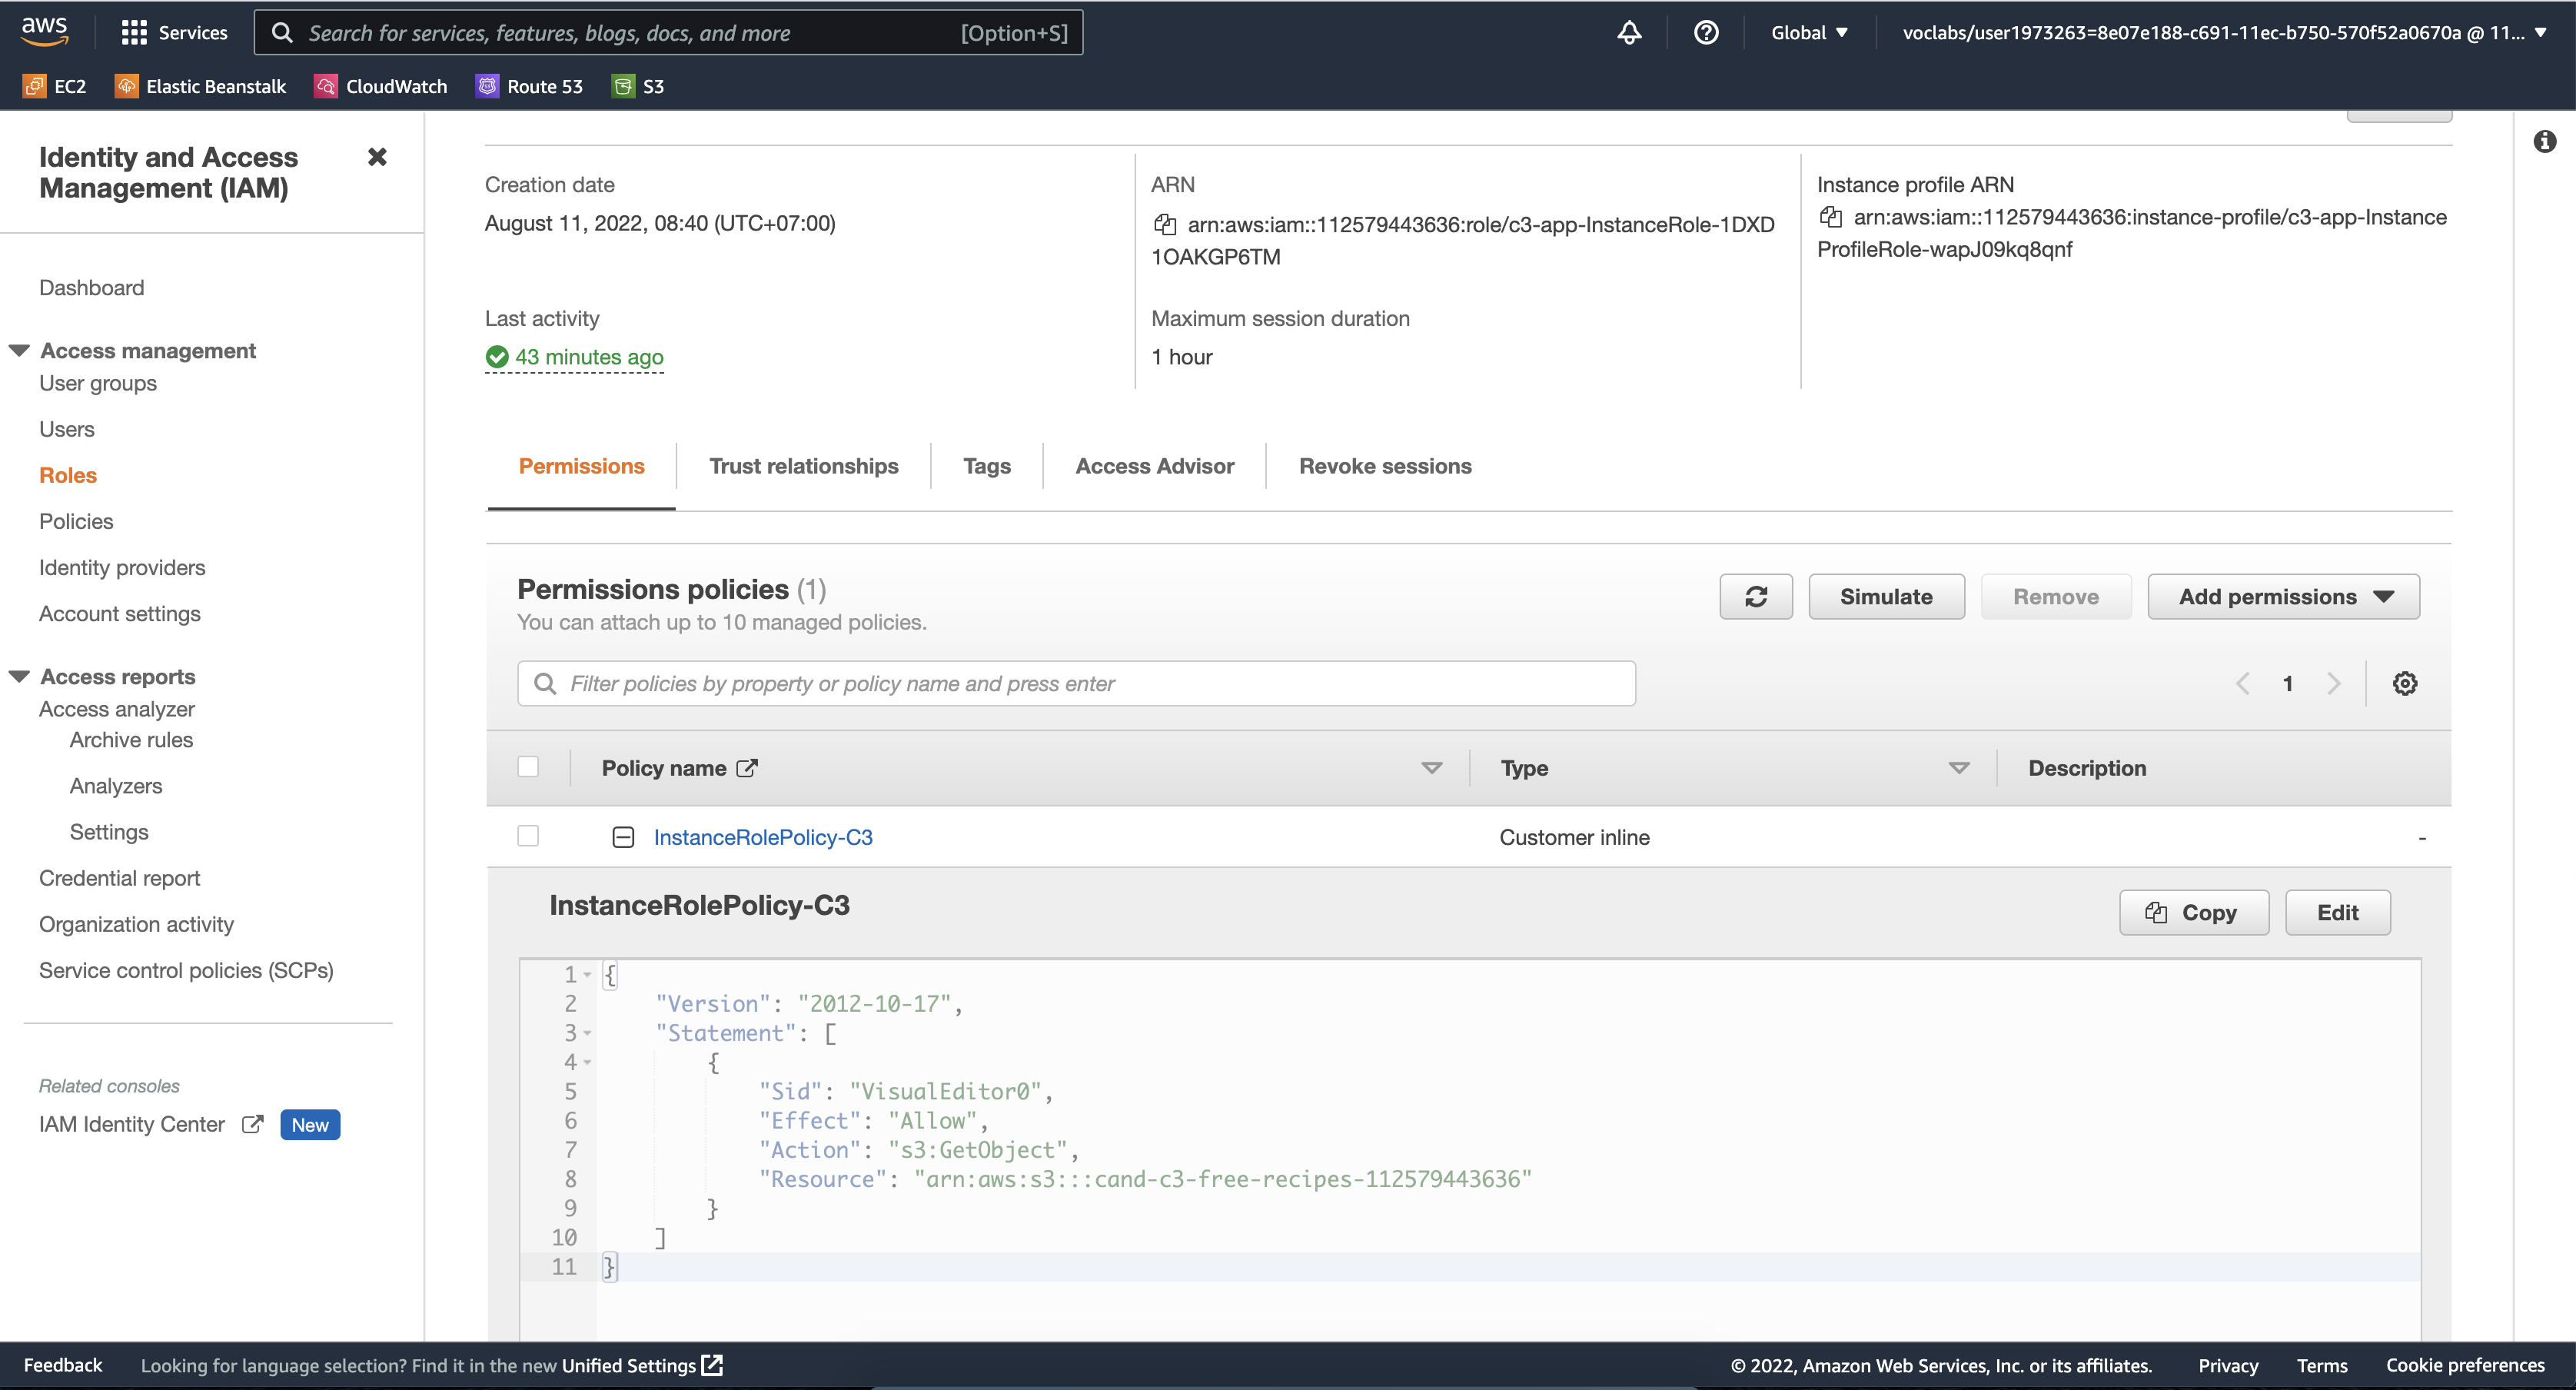 aws
Services
Search for services, features, blogs, docs, and more
[Option+S]
Global
voclabs/user1973263=8e07e188-c691-11ec-b750-570f52a0670a @ 11...
EC2
Elastic Beanstalk
CloudWatch
Route 53
S3
Identity and Access
Management (IAM)
Dashboard
Access management
User groups
Users
Roles
Policies
Identity providers
Account settings
Access reports
Access analyzer
Archive rules
Analyzers
Settings
Credential report
Organization activity
Service control policies (SCPs)
Related consoles
IAM Identity Center
New
Creation date
August 11, 2022, 08:40 (UTC+07:00)
ARN
arn:aws:iam::112579443636:role/c3-app-InstanceRole-1DXD
1OAKGP6TM
Instance profile ARN
arn:aws:iam::112579443636:instance-profile/c3-app-Instance
ProfileRole-wapJ09kq8qnf
Last activity
43 minutes ago
Maximum session duration
1 hour
Permissions
Trust relationships
Tags
Access Advisor
Revoke sessions
Permissions policies (1)
You can attach up to 10 managed policies.
Simulate
Remove
Add permissions
Filter policies by property or policy name and press enter
1
Policy name
Type
Description
InstanceRolePolicy-C3
Customer inline
-
InstanceRolePolicy-C3
Copy
Edit
1 {
2 "Version": "2012-10-17",
3 "Statement": [
4 {
5 "Sid": "VisualEditor0",
6 "Effect": "Allow",
7 "Action": "s3:GetObject",
8 "Resource": "arn:aws:s3:::cand-c3-free-recipes-112579443636"
9 }
10 ]
11 }
Feedback
Looking for language selection? Find it in the new Unified Settings
© 2022, Amazon Web Services, Inc. or its affiliates.
Privacy
Terms
Cookie preferences